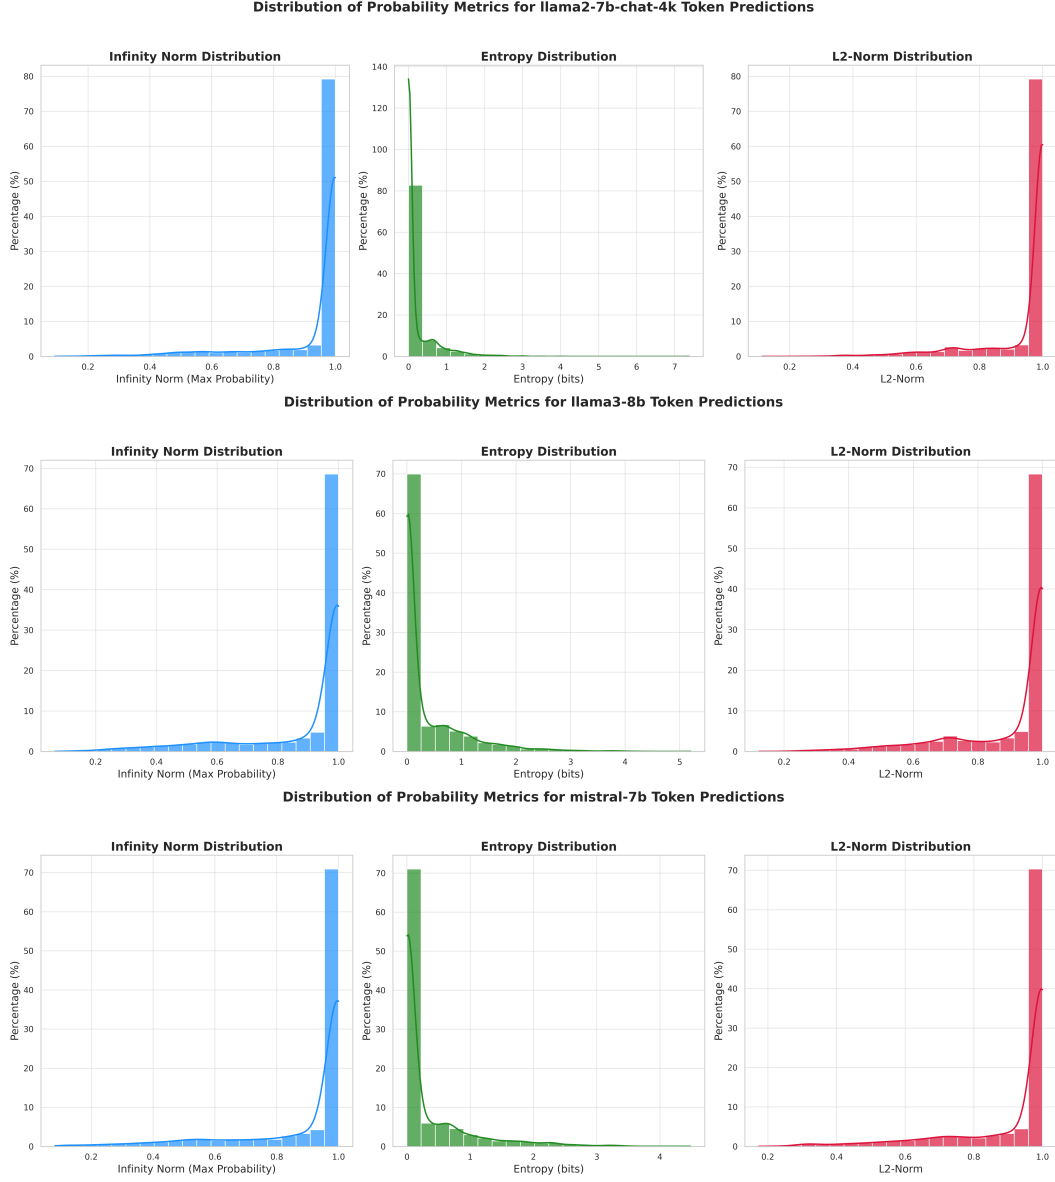 Distribution of Probability Metrics for llama2-7b-chat-4k Token Predictions
Infinity Norm Distribution
Entropy Distribution
L2-Norm Distribution
Percentage (%)
80
70
60
50
40
30
20
10
0
0.2 0.4 0.6 0.8 1.0
Infinity Norm (Max Probability)
Percentage (%)
140
120
100
80
60
40
20
0
0 1 2 3 4 5 6 7
Entropy (bits)
Percentage (%)
80
70
60
50
40
30
20
10
0
0.2 0.4 0.6 0.8 1.0
L2-Norm
Distribution of Probability Metrics for llama3-8b Token Predictions
Infinity Norm Distribution
Entropy Distribution
L2-Norm Distribution
Percentage (%)
70
60
50
40
30
20
10
0
0.2 0.4 0.6 0.8 1.0
Infinity Norm (Max Probability)
Percentage (%)
70
60
50
40
30
20
10
0
0 1 2 3 4 5
Entropy (bits)
Percentage (%)
70
60
50
40
30
20
10
0
0.2 0.4 0.6 0.8 1.0
L2-Norm
Distribution of Probability Metrics for mistral-7b Token Predictions
Infinity Norm Distribution
Entropy Distribution
L2-Norm Distribution
Percentage (%)
70
60
50
40
30
20
10
0
0.2 0.4 0.6 0.8 1.0
Infinity Norm (Max Probability)
Percentage (%)
70
60
50
40
30
20
10
0
0 1 2 3 4
Entropy (bits)
Percentage (%)
70
60
50
40
30
20
10
0
0.2 0.4 0.6 0.8 1.0
L2-Norm